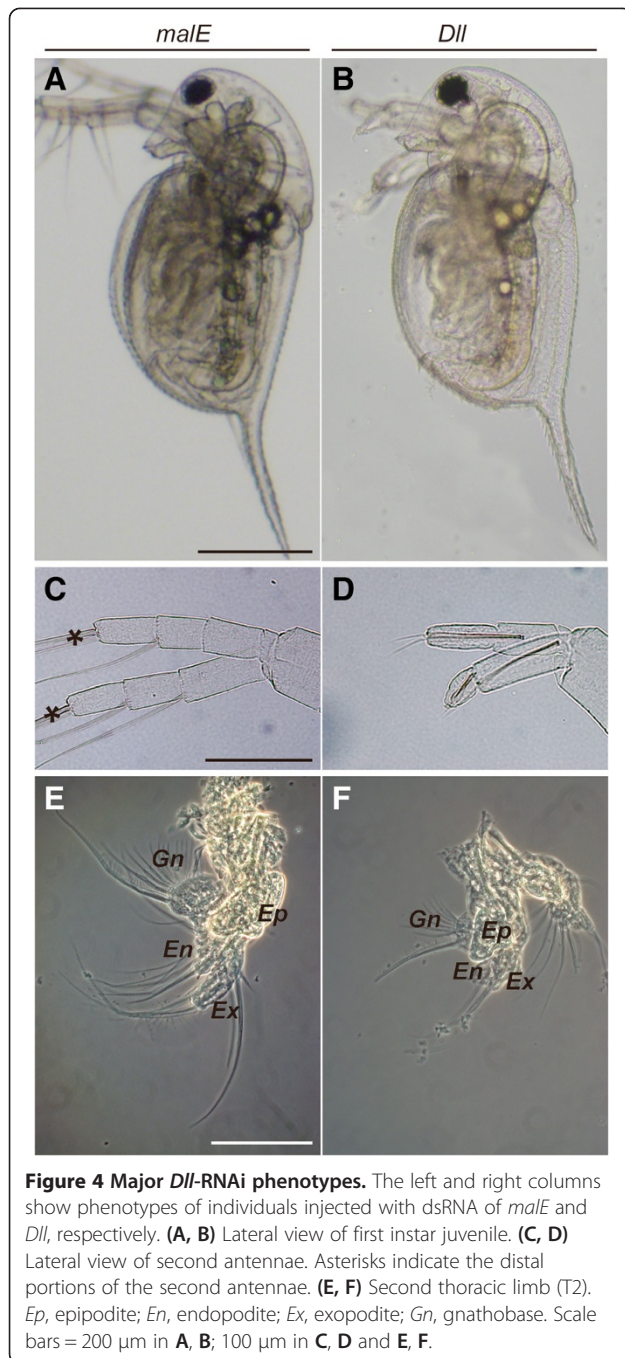 malE Dll
A B
C D
* *
E F
Gn Gn
Ep Ep
En En
Ex Ex
Figure 4 Major Dll-RNAi phenotypes. The left and right columns
show phenotypes of individuals injected with dsRNA of malE and
Dll, respectively. (A, B) Lateral view of first instar juvenile. (C, D)
Lateral view of second antennae. Asterisks indicate the distal
portions of the second antennae. (E, F) Second thoracic limb (T2).
Ep, epipodite; En, endopodite; Ex, exopodite; Gn, gnathobase. Scale
bars = 200 μm in A, B; 100 μm in C, D and E, F.